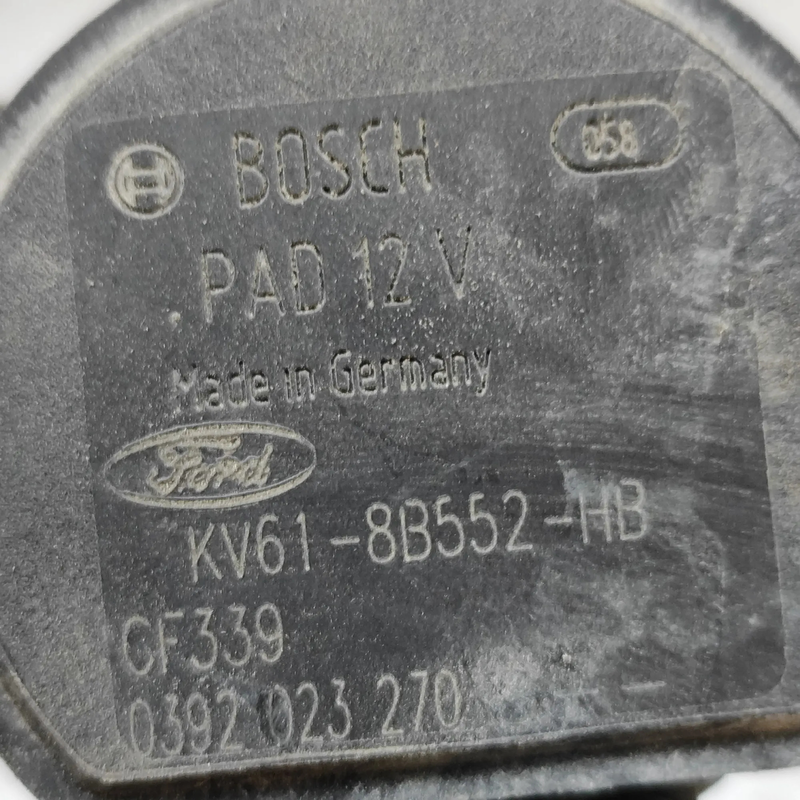 BOSCH 058
PAD 12 V
Made in Germany
Ford
KV61-8B552-HB
CF339
0392 023 270